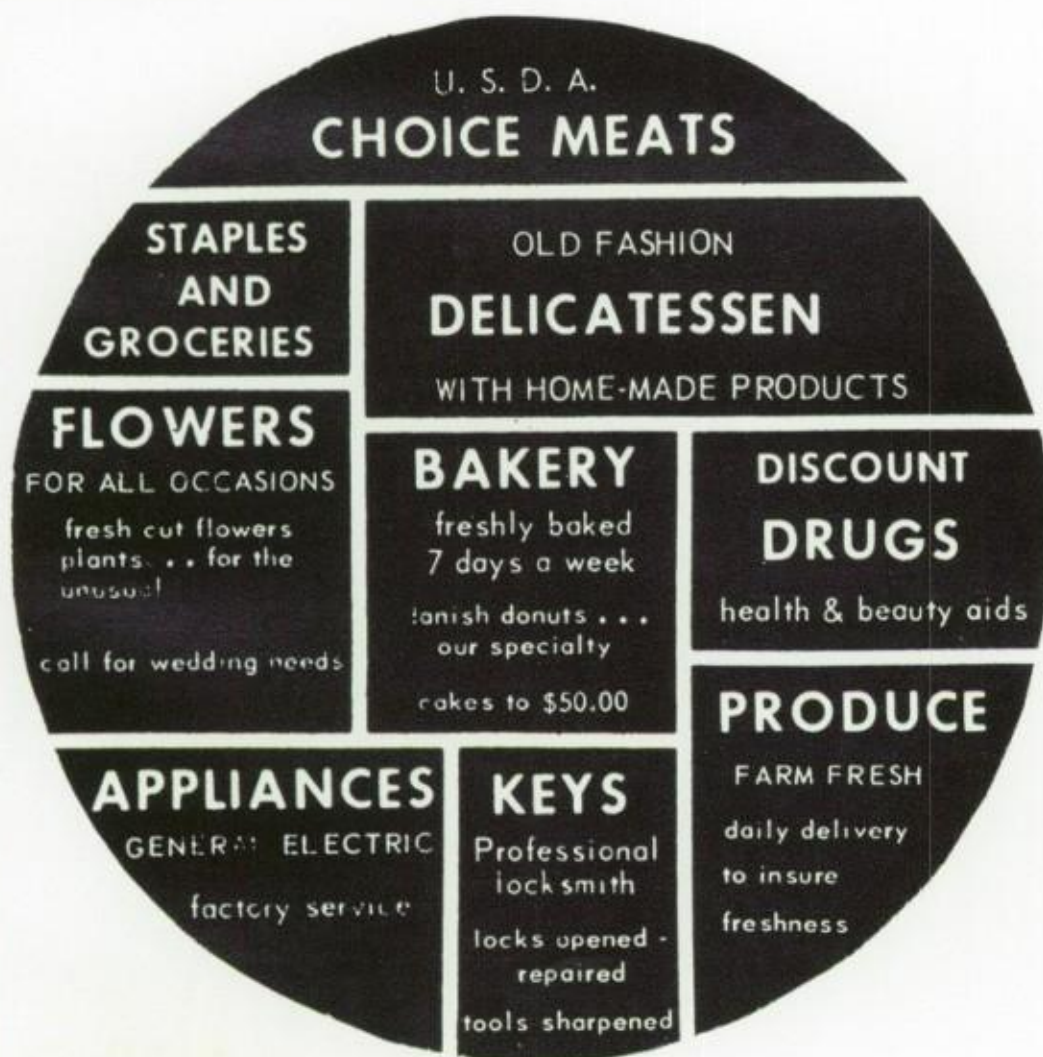 U. S. D. A.
CHOICE MEATS
STAPLES
AND
GROCERIES
OLD FASHION
DELICATESSEN
WITH HOME-MADE PRODUCTS
FLOWERS
FOR ALL OCCASIONS
fresh cut flowers
plants . . . for the
unusual
call for wedding needs
BAKERY
freshly baked
7 days a week
danish donuts . . .
our specialty
cakes to $50.00
DISCOUNT
DRUGS
health & beauty aids
APPLIANCES
GENERAL ELECTRIC
factory service
KEYS
Professional
locksmith
locks opened -
repaired
tools sharpened
PRODUCE
FARM FRESH
daily delivery
to insure
freshness